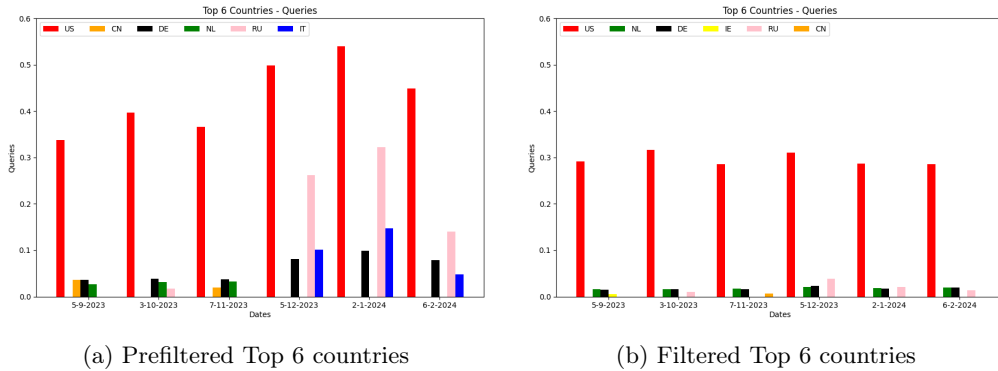 Top 6 Countries - Queries
US CN DE NL RU IT
0.6
0.5
0.4
0.3
0.2
0.1
0.0
Queries
5-9-2023 3-10-2023 7-11-2023 5-12-2023 2-1-2024 6-2-2024
Dates
(a) Prefiltered Top 6 countries
Top 6 Countries - Queries
US NL DE IE RU CN
0.6
0.5
0.4
0.3
0.2
0.1
0.0
Queries
5-9-2023 3-10-2023 7-11-2023 5-12-2023 2-1-2024 6-2-2024
Dates
(b) Filtered Top 6 countries